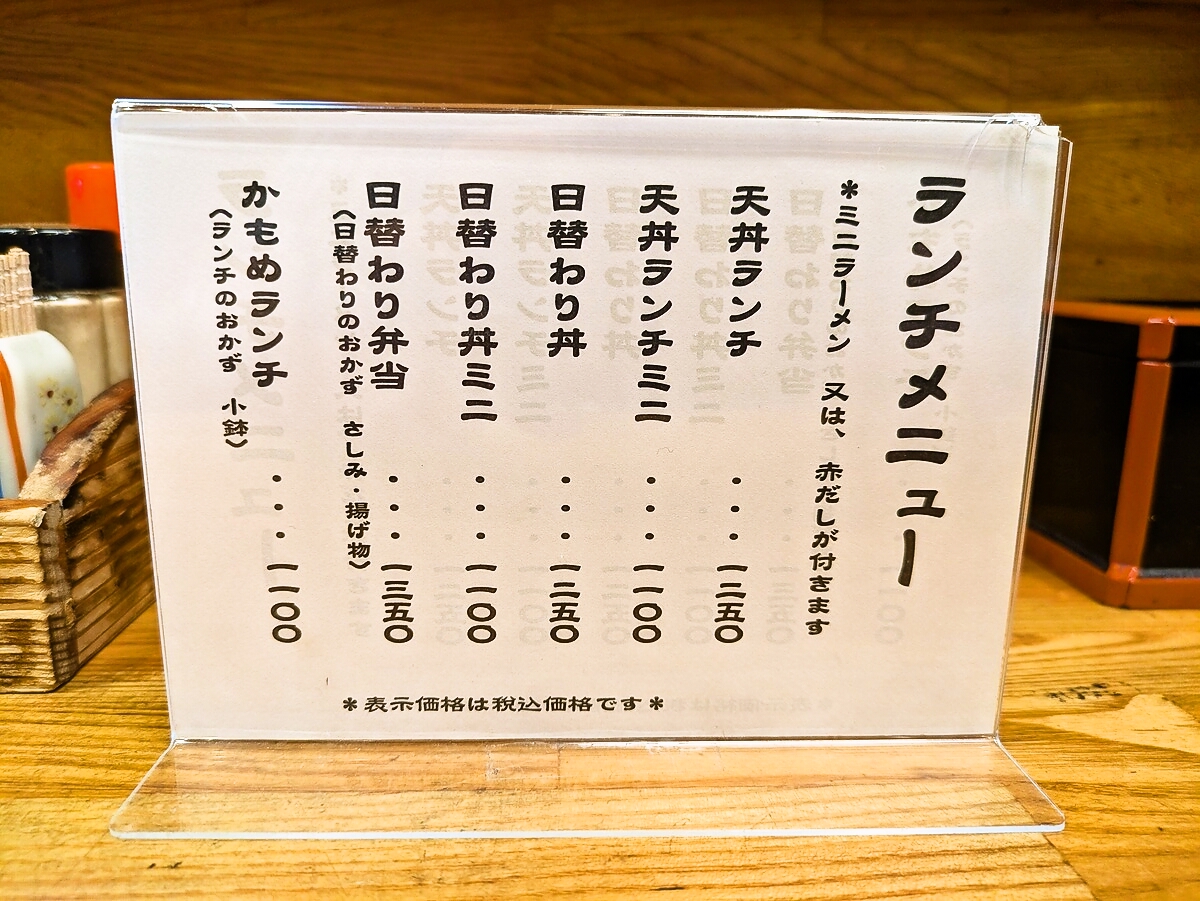 ランチメニュー
＊ミニラーメン　又は、赤だしが付きます
天丼ランチ・・・一二五〇
天丼ランチミニ・・・一一〇〇
日替わり丼・・・一二五〇
日替わり丼ミニ・・・一一〇〇
日替わり弁当・・・一三五〇
（日替わりのおかず　さしみ・揚げ物）
かもめランチ・・・一一〇〇
（ランチのおかず　小鉢）
＊表示価格は税込価格です＊